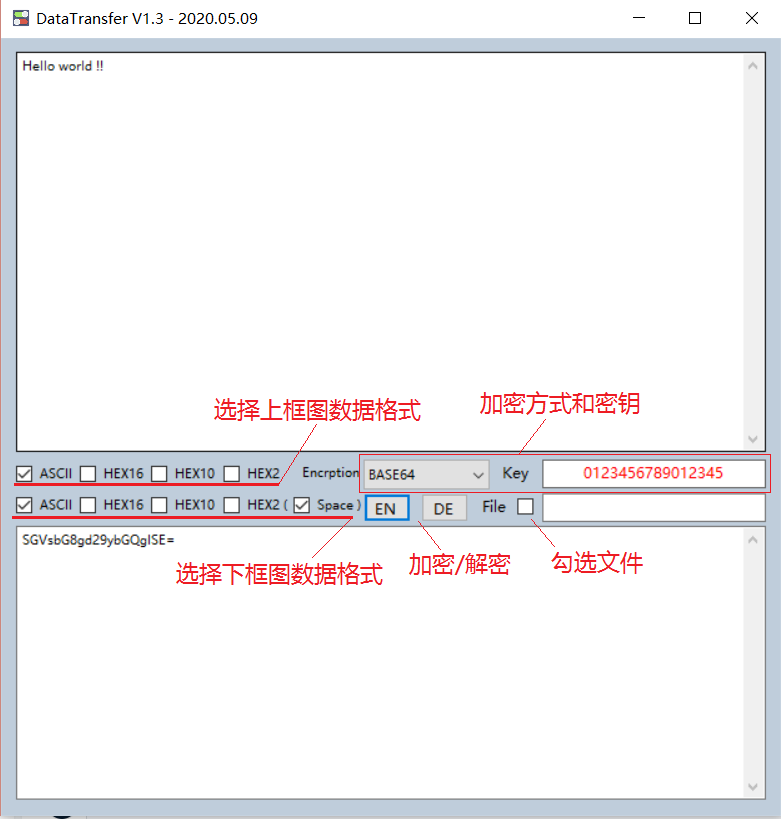 DataTransfer V1.3 - 2020.05.09
Hello world !!
选择上框图数据格式
加密方式和密钥
ASCII HEX16 HEX10 HEX2 Encrption BASE64 Key 0123456789012345
ASCII HEX16 HEX10 HEX2 ( Space ) EN DE File
SGVsbG8gd29ybGQgISE=
选择下框图数据格式
加密/解密
勾选文件